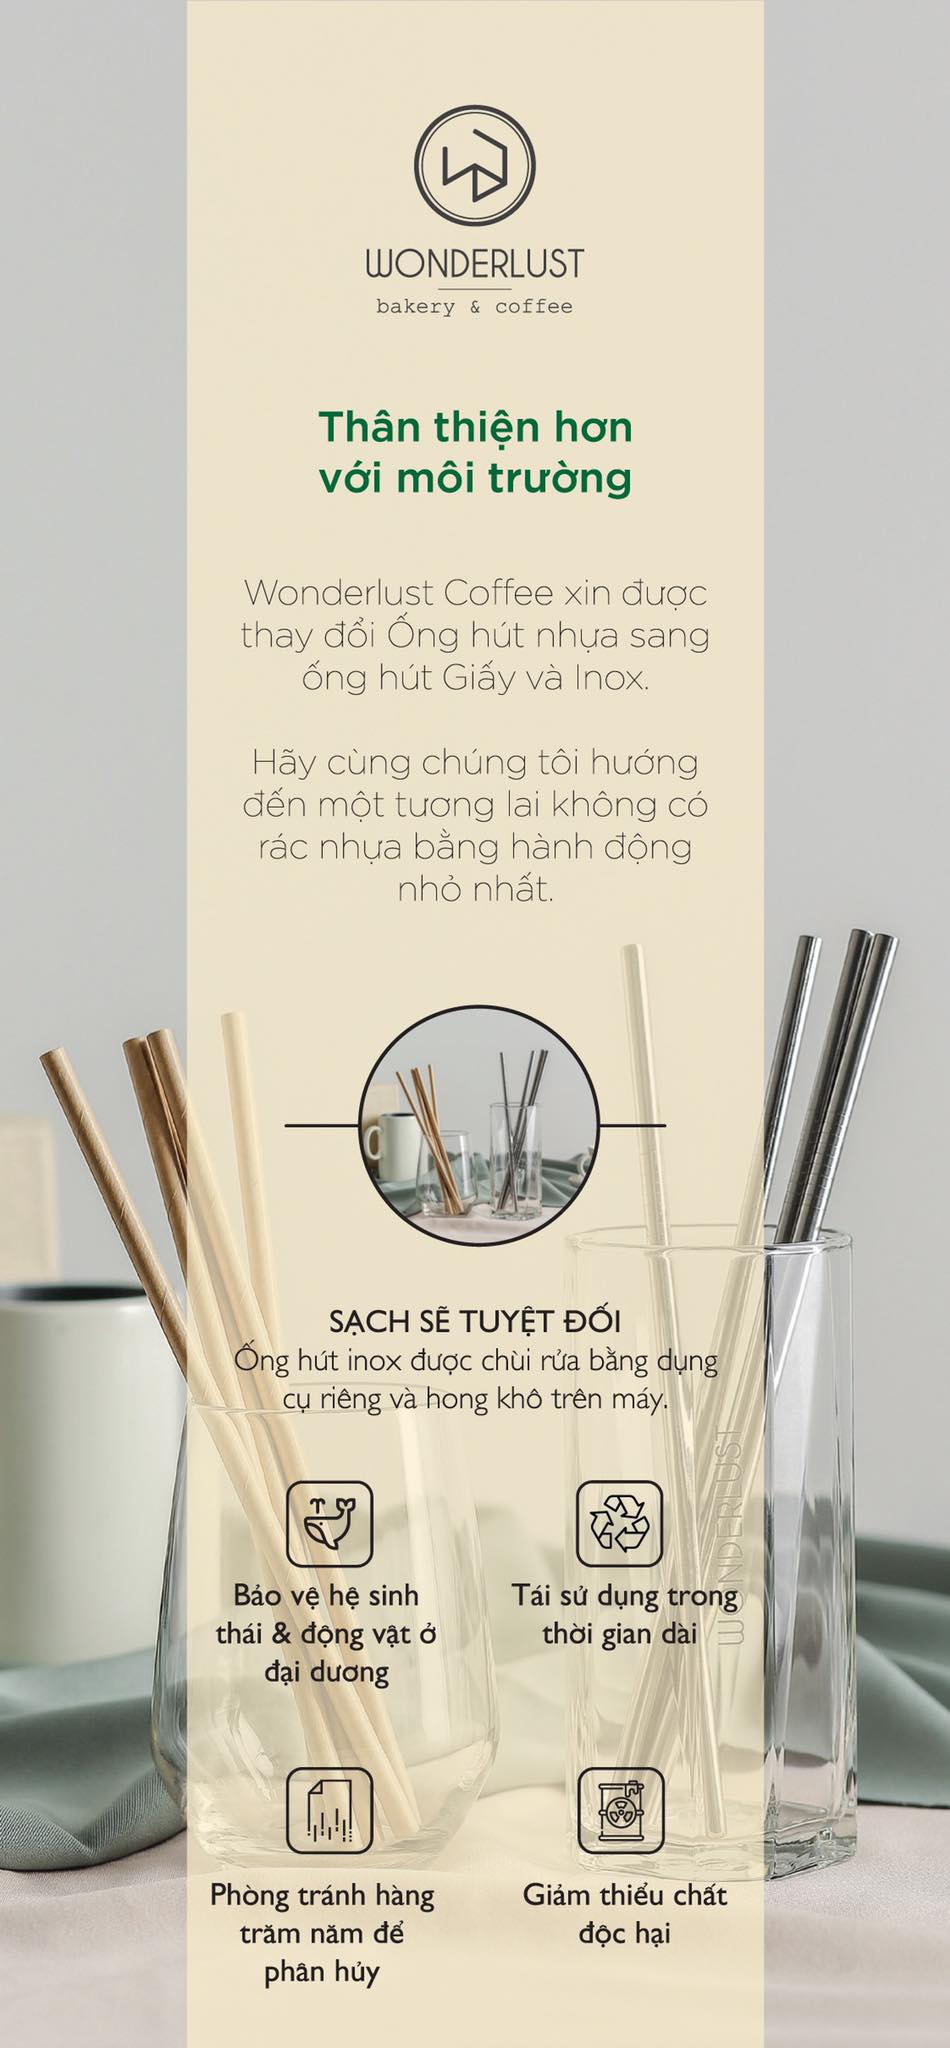 WONDERLUST
bakery & coffee
Thân thiện hơn
với môi trường
Wonderlust Coffee xin được
thay đổi Ống hút nhựa sang
ống hút Giấy và Inox.
Hãy cùng chúng tôi hướng
đến một tương lai không có
rác nhựa bằng hành động
nhỏ nhất.
SẠCH SẼ TUYỆT ĐỐI
Ống hút inox được chùi rửa bằng dụng
cụ riêng và hong khô trên máy.
WONDERLUST
Bảo vệ hệ sinh
thái & động vật ở
đại dương
Tái sử dụng trong
thời gian dài
Phòng tránh hàng
trăm năm để
phân hủy
Giảm thiểu chất
độc hại